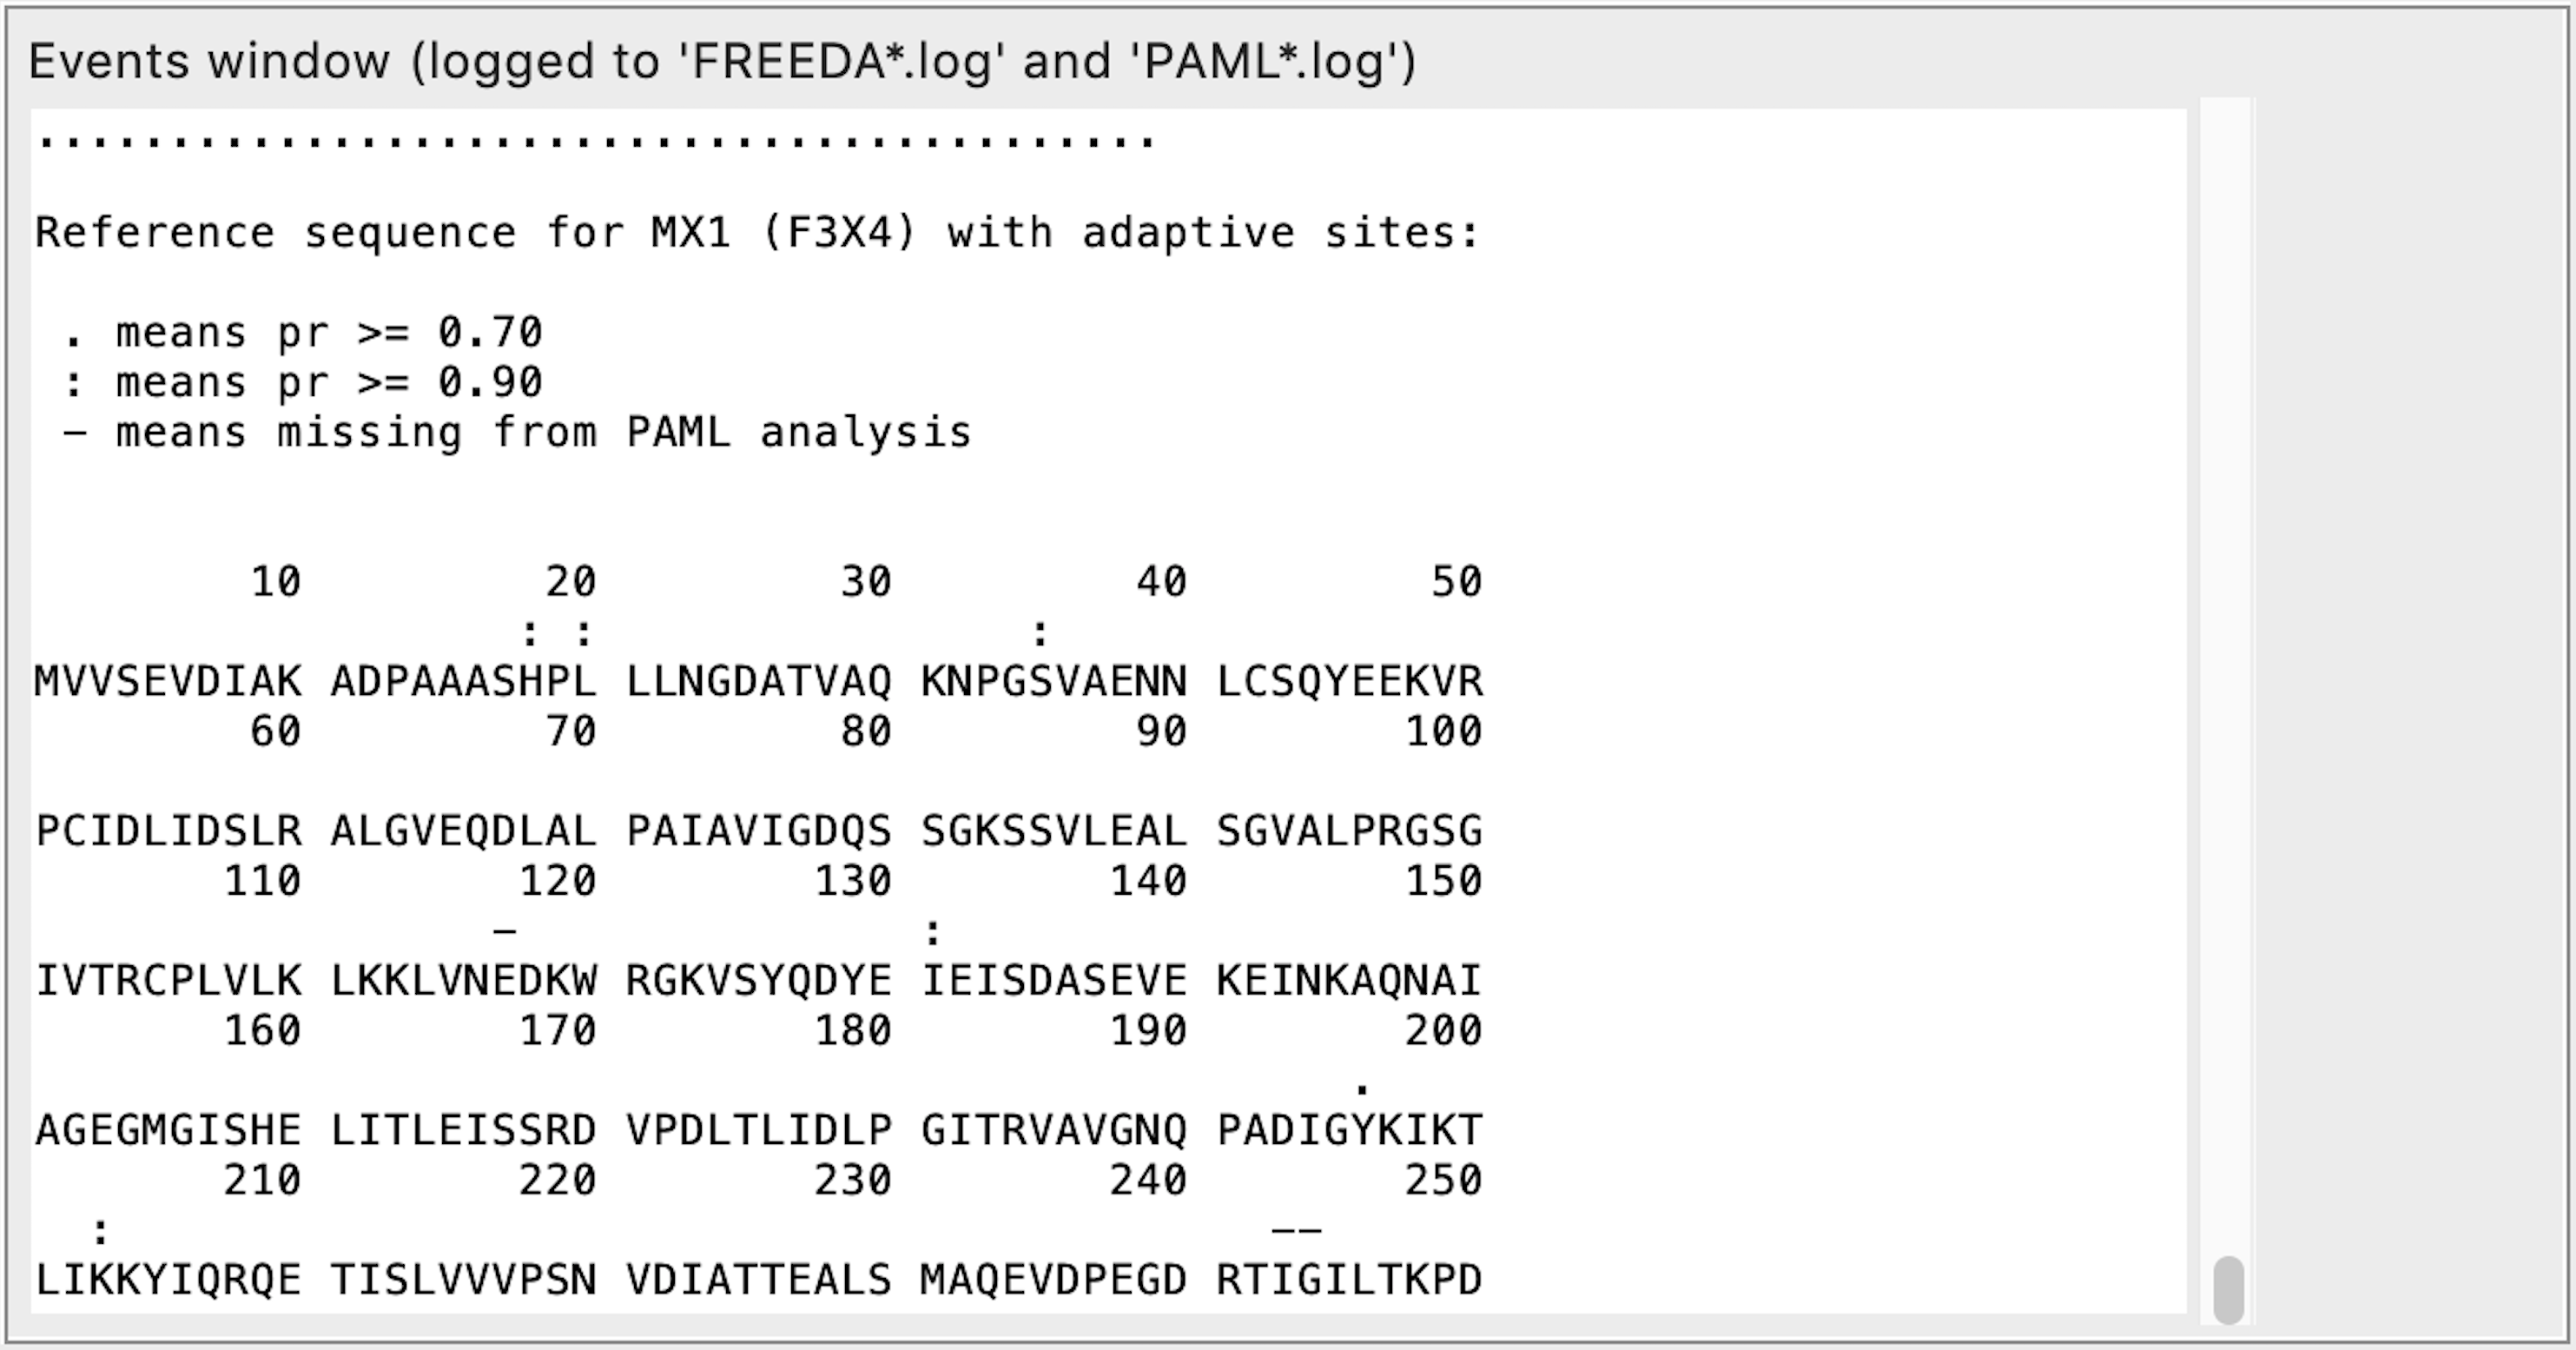 Events window (logged to 'FREEDA*.log' and 'PAML*.log')
..........................................
Reference sequence for MX1 (F3X4) with adaptive sites:
. means pr >= 0.70
: means pr >= 0.90
- means missing from PAML analysis
10 20 30 40 50
: : :
MVVSEVDIAK ADPAAASHPL LLNGDATVAQ KNPGSVAENN LCSQYEEKVR
60 70 80 90 100
PCIDLIDSLR ALGVEQDLAL PAIAVIGDQS SGKSSVLEAL SGVALPRGSG
110 120 130 140 150
- :
IVTRCPLVLK LKKLVNEDKW RGKVSYQDYE IEISDASEVE KEINKAQNAI
160 170 180 190 200
.
AGEGMGISHE LITLEISSRD VPDLTLIDLP GITRVAVGNQ PADIGYKIKT
210 220 230 240 250
: --
LIKKYIQRQE TISLVVVPSN VDIATTEALS MAQEVDPEGD RTIGILTKPD